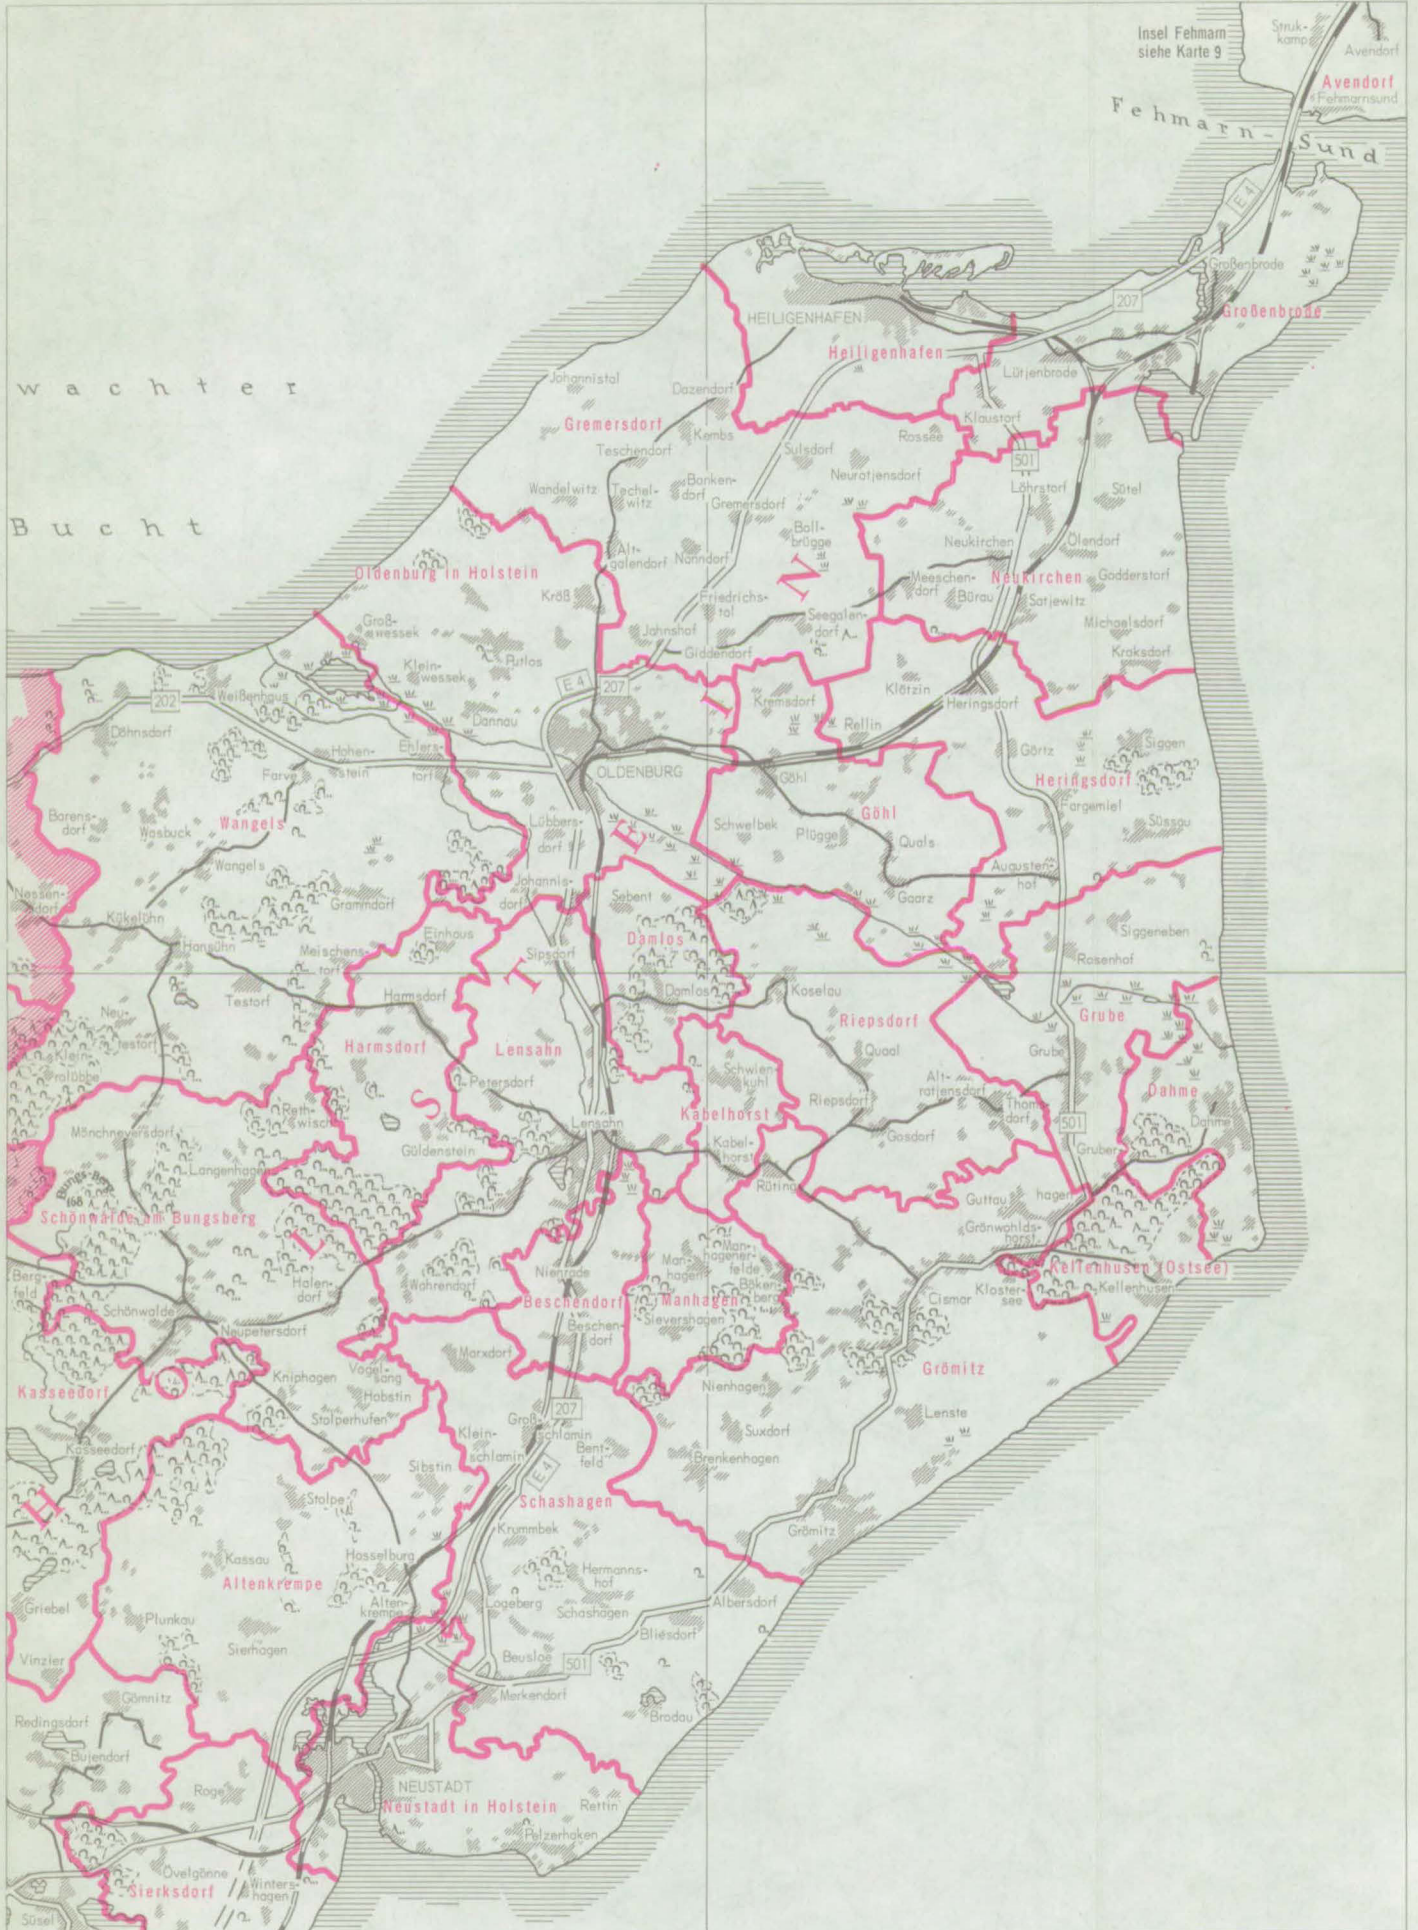 Insel Fehmarn
siehe Karte 9
Struk-
kamp
Avendorf
Avendorf
Fehmarnsund
Fehmarn-Sund
E4
Großenbrode
207
Großenbrode
HEILIGENHAFEN
Heiligenhafen
Lütjenbrode
wachter
Bucht
Johannistal
Dazendorf
Gremersdorf
Kembs
Klaustorf
Teschendorf
Rossee
Sulsdorf
501
Neuratjensdorf
Wandelwitz
Techel-
witz
Banken-
dorf
Gremersdorf
Löhrstorf
Sütel
Boll-
brügge
Neukirchen
Ölendorf
Alt-
galendorf
Nanndorf
Oldenburg in Holstein
Meeschen-
dorf
Neukirchen
Godderstorf
Kröß
Friedrichs-
tal
Bürau
Satjewitz
Groß-
wessek
Seegalen-
dorf
Michaelsdorf
Jahnshof
Giddendorf
Kraksdorf
Klein-
wessek
Putlos
E4
207
Klötzin
202
Weißenhaus
Kremsdorf
Heringsdorf
Dannau
Rellin
Döhnsdorf
Ehlers-
torf
Hohen-
stein
Görtz
Siggen
Farve
OLDENBURG
Göhl
Heringsdorf
Fargemiel
Barens-
dorf
Wasbuck
Wangels
Lübbers-
dorf
Schwelbek
Plügge
Göhl
Quals
Süssau
Wangels
Augusten-
hof
Johannis-
dorf
Sebent
Gaarz
Nessen-
dorf
Grammdorf
Kükelühn
Hansühn
Einhaus
Damlos
Siggeneben
Meischens-
torf
Sipsdorf
Rosenhof
Testorf
Harmsdorf
Damlos
Koselau
Neu-
testorf
Harmsdorf
Lensahn
Riepsdorf
Grube
Klein-
rolübbe
Quaal
Grube
Petersdorf
Schwien-
kuhl
Alt-
ratjensdorf
Dahme
Reth-
wisch
Kabelhorst
Riepsdorf
Thoms-
dorf
Mönchneversdorf
Lensahn
501
Dahme
Güldenstein
Kabel-
horst
Gosdorf
Gruber-
hagen
Langenhagen
Rüting
Bungs-Berg
168
Guttau
Schönwalde am Bungsberg
Grönwohlds-
horst
Man-
hagener-
felde
Man-
hagen
Berg-
feld
Kellenhusen (Ostsee)
Wahrendorf
Nienrade
Böken-
berg
Halen-
dorf
Kloster-
see
Kellenhusen
Schönwalde
Beschendorf
Manhagen
Cismar
Neupetersdorf
Beschen-
dorf
Sievershagen
Marxdorf
Vogel-
sang
Grömitz
Kasseedorf
Kniphagen
Hobstin
Nienhagen
Stolperhufen
207
Lenste
Groß-
schlamin
Klein-
schlamin
Suxdorf
Kasseedorf
Bent-
feld
Brenkenhagen
Sibstin
E4
Stolpe
Schashagen
Krummbek
Grömitz
Kassau
Hasselburg
Hermanns-
hof
Altenkrempe
Griebel
Alten-
krempe
Logeberg
Schashagen
Albersdorf
Plunkau
Sierhagen
Bliesdorf
Vinzier
Beusloe
501
Gömnitz
Merkendorf
Redingsdorf
Brodau
Bujendorf
Roge
NEUSTADT
Neustadt in Holstein
Rettin
Pelzerhaken
Övelgönne
Sierksdorf
Winters-
hagen
Süsel
O S T H O L S T E I N